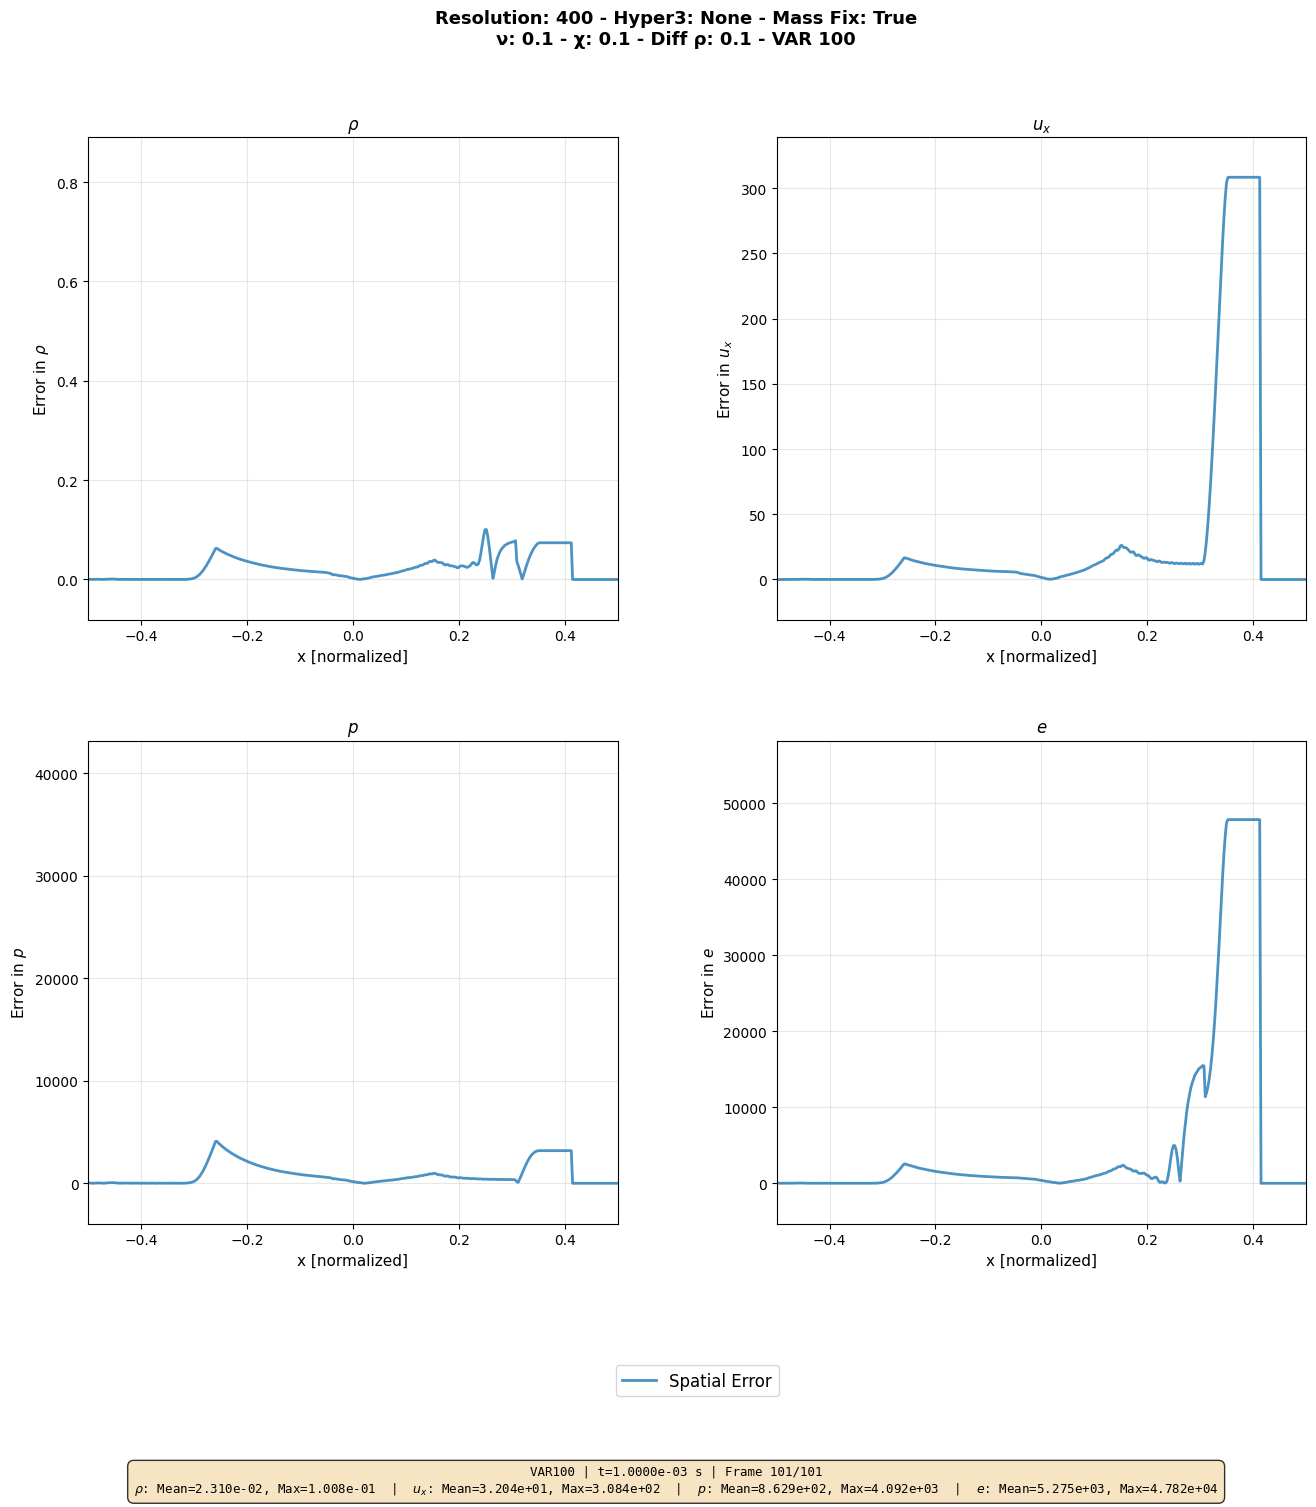 Resolution: 400 - Hyper3: None - Mass Fix: True
ν: 0.1 - χ: 0.1 - Diff ρ: 0.1 - VAR 100
ρ
Error in ρ
0.8
0.6
0.4
0.2
0.0
−0.4 −0.2 0.0 0.2 0.4
x [normalized]
uₓ
Error in uₓ
300
250
200
150
100
50
0
−0.4 −0.2 0.0 0.2 0.4
x [normalized]
p
Error in p
40000
30000
20000
10000
0
−0.4 −0.2 0.0 0.2 0.4
x [normalized]
e
Error in e
50000
40000
30000
20000
10000
0
−0.4 −0.2 0.0 0.2 0.4
x [normalized]
Spatial Error
VAR100 | t=1.0000e-03 s | Frame 101/101
ρ: Mean=2.310e-02, Max=1.008e-01 | uₓ: Mean=3.204e+01, Max=3.084e+02 | p: Mean=8.629e+02, Max=4.092e+03 | e: Mean=5.275e+03, Max=4.782e+04